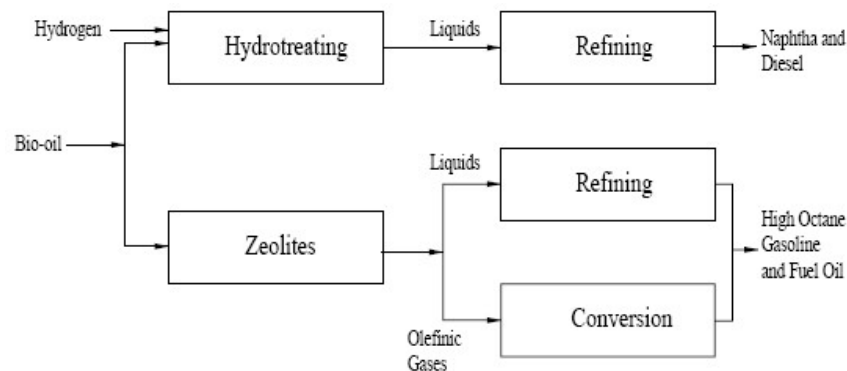 Hydrogen
Hydrotreating
Liquids
Refining
Naphtha and
Diesel
Bio-oil
Liquids
Refining
Zeolites
High Octane
Gasoline
and Fuel Oil
Conversion
Olefinic
Gases